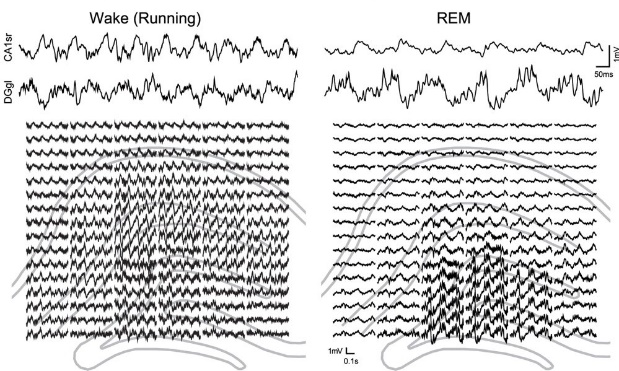 Wake (Running)
REM
CA1sr
DGgl
1mV
50ms
1mV
0.1s